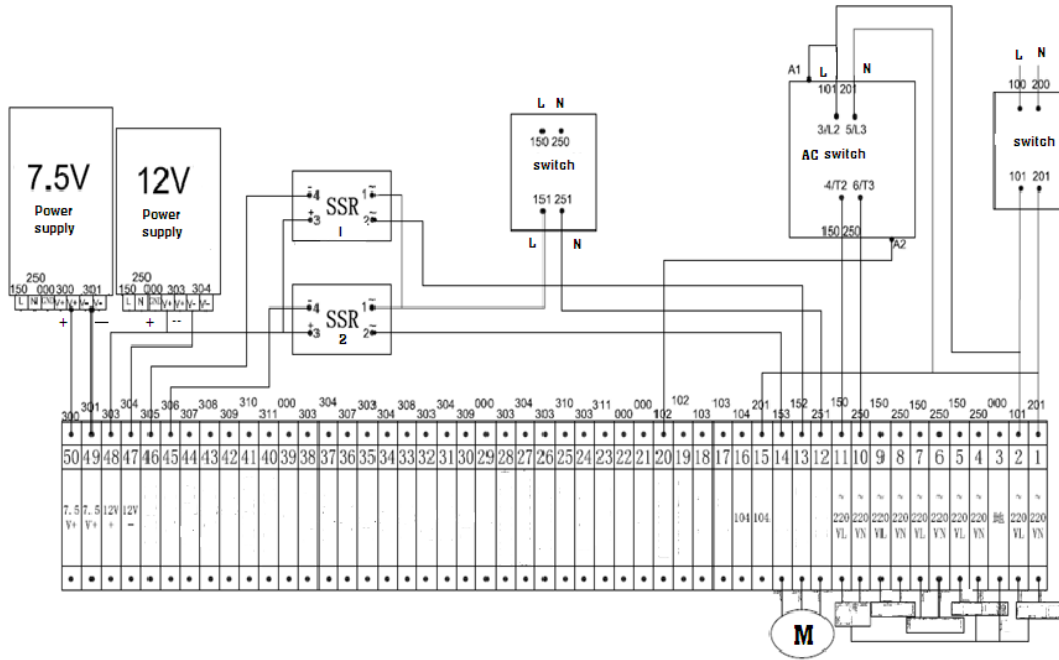 L N
100 200
switch
101 201
A1 L N
101 201
3/L2 5/L3
AC switch
4/T2 6/T3
150 250
A2
L N
150 250
switch
151 251
L N
7.5V
Power
supply
250
150 000 300 301
L N GND V+ V+ V- V-
+ —
12V
Power
supply
250
150 000 303 304
L N GND V+ V+ V- V-
+ --
- 4 1 ~
SSR
+ 3 2 ~
1
- 4 1 ~
SSR
+ 3 2 ~
2
300 301 303 304 305 306 307 308 309 310 311 000 303 304 307 303 304 308 303 304 309 000 303 304 303 310 303 311 000 000 102 102 103 103 104 201 153 152 251 150 250 150 250 150 250 150 250 000 101 201
50 49 48 47 46 45 44 43 42 41 40 39 38 37 36 35 34 33 32 31 30 29 28 27 26 25 24 23 22 21 20 19 18 17 16 15 14 13 12 11 10 9 8 7 6 5 4 3 2 1
7.5 7.5 12V 12V ~ ~ ~ ~ ~ ~ ~ ~ ~ ~
V+ V+ + - 104 104 220 220 220 220 220 220 220 220 地 220 220
VL VN VL VN VL VN VL VN VL VN
M